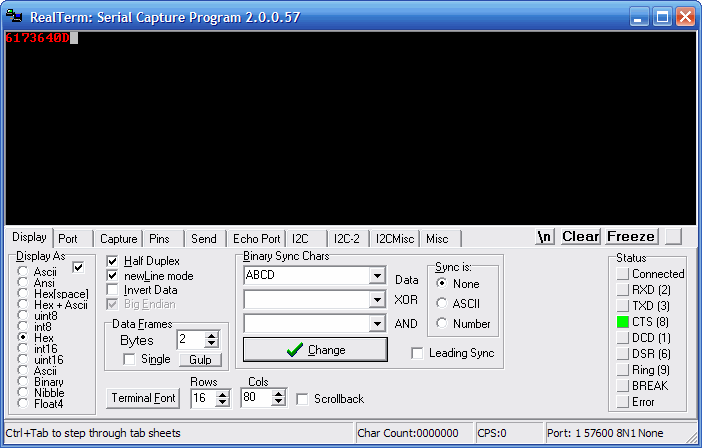 RealTerm: Serial Capture Program 2.0.0.57
6173640D
Display Port Capture Pins Send Echo Port I2C I2C-2 I2CMisc Misc \n Clear Freeze
Display As
Ascii
Ansi
Hex[space]
Hex + Ascii
uint8
int8
Hex
int16
uint16
Ascii
Binary
Nibble
Float4
Half Duplex
newLine mode
Invert Data
Big Endian
Data Frames
Bytes 2
Single Gulp
Terminal Font
Rows
16
Cols
80
Scrollback
Binary Sync Chars
ABCD Data
XOR
AND
Change
Sync is:
None
ASCII
Number
Leading Sync
Status
Connected
RXD (2)
TXD (3)
CTS (8)
DCD (1)
DSR (6)
Ring (9)
BREAK
Error
Ctrl+Tab to step through tab sheets Char Count:0000000 CPS:0 Port: 1 57600 8N1 None